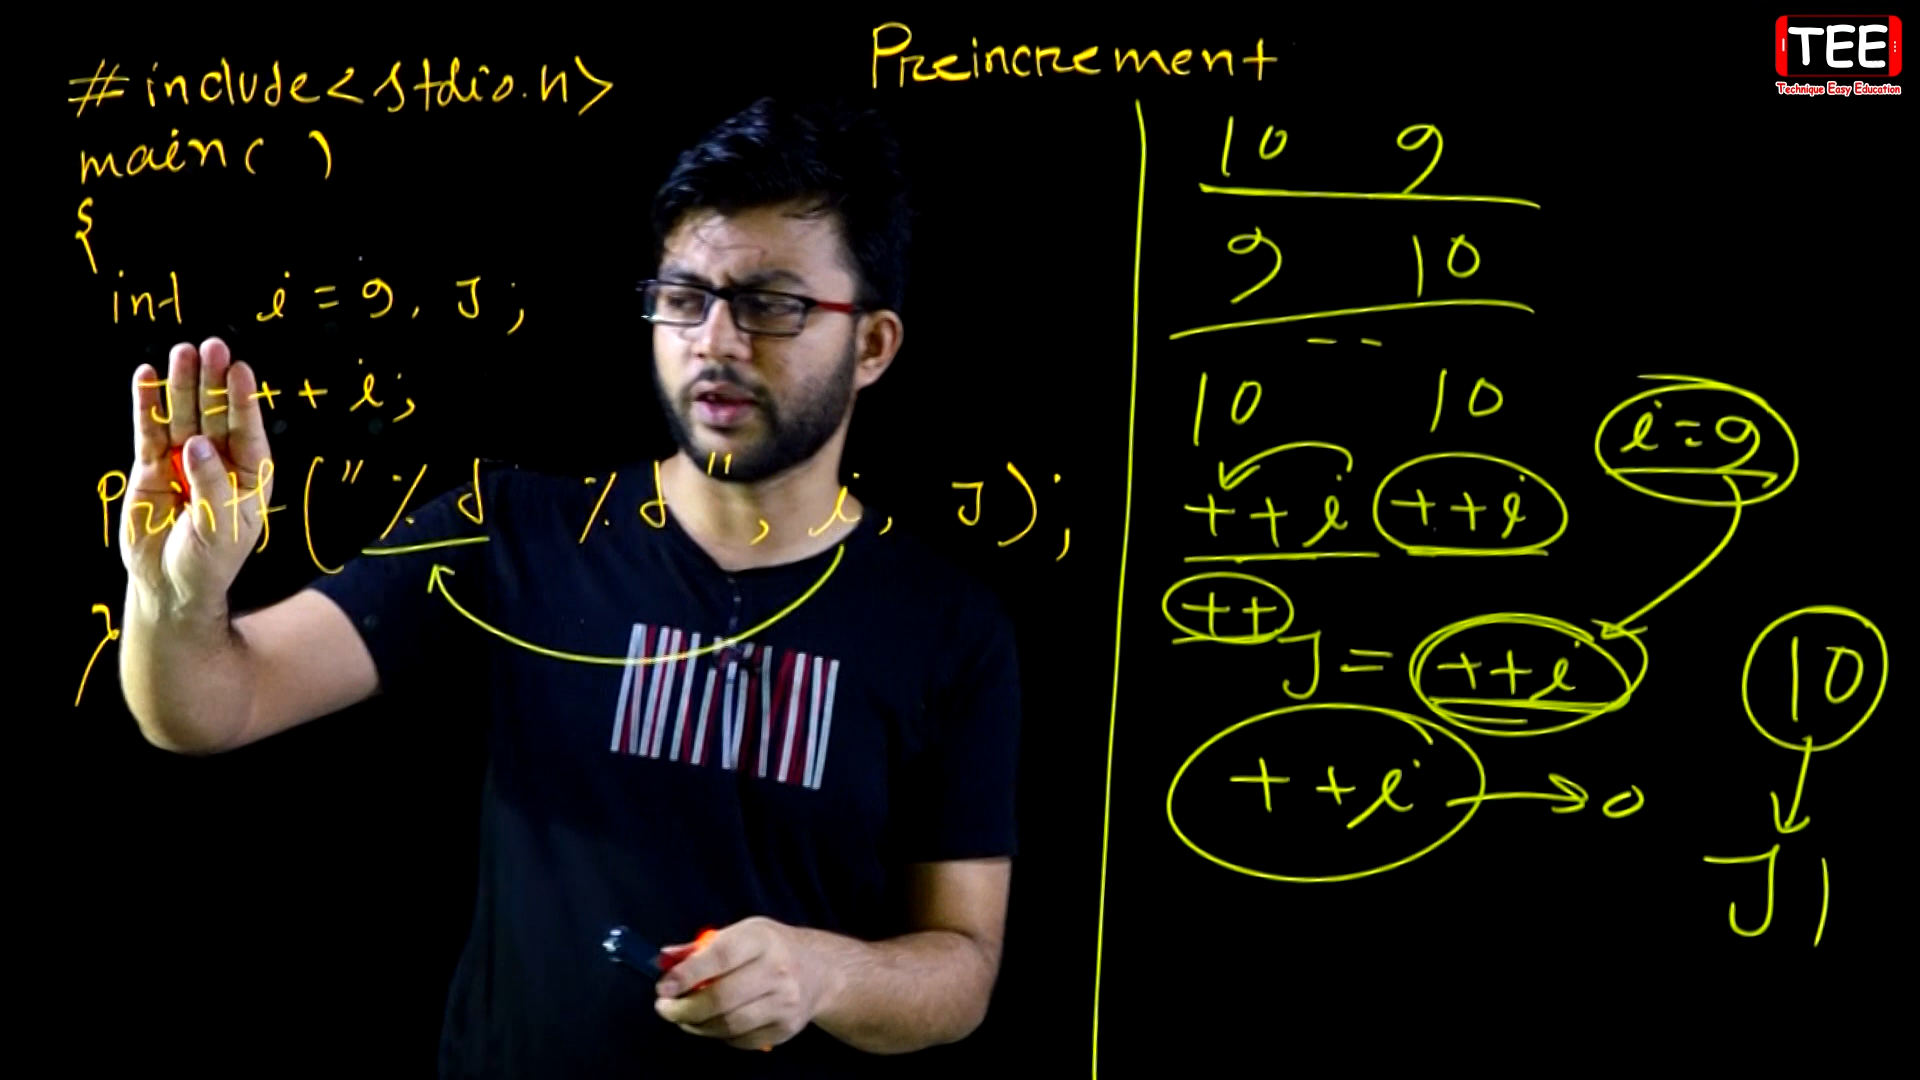 Preincrement
TEE
Technique Easy Education
#include<stdio.h>
main( )
{
int i = 9, J;
J = ++i;
Printf("%d %d", i, J);
}
10 9
9 10
--
10 10
i=9
++i ++i
++
J = ++i
10
++i → 0
J